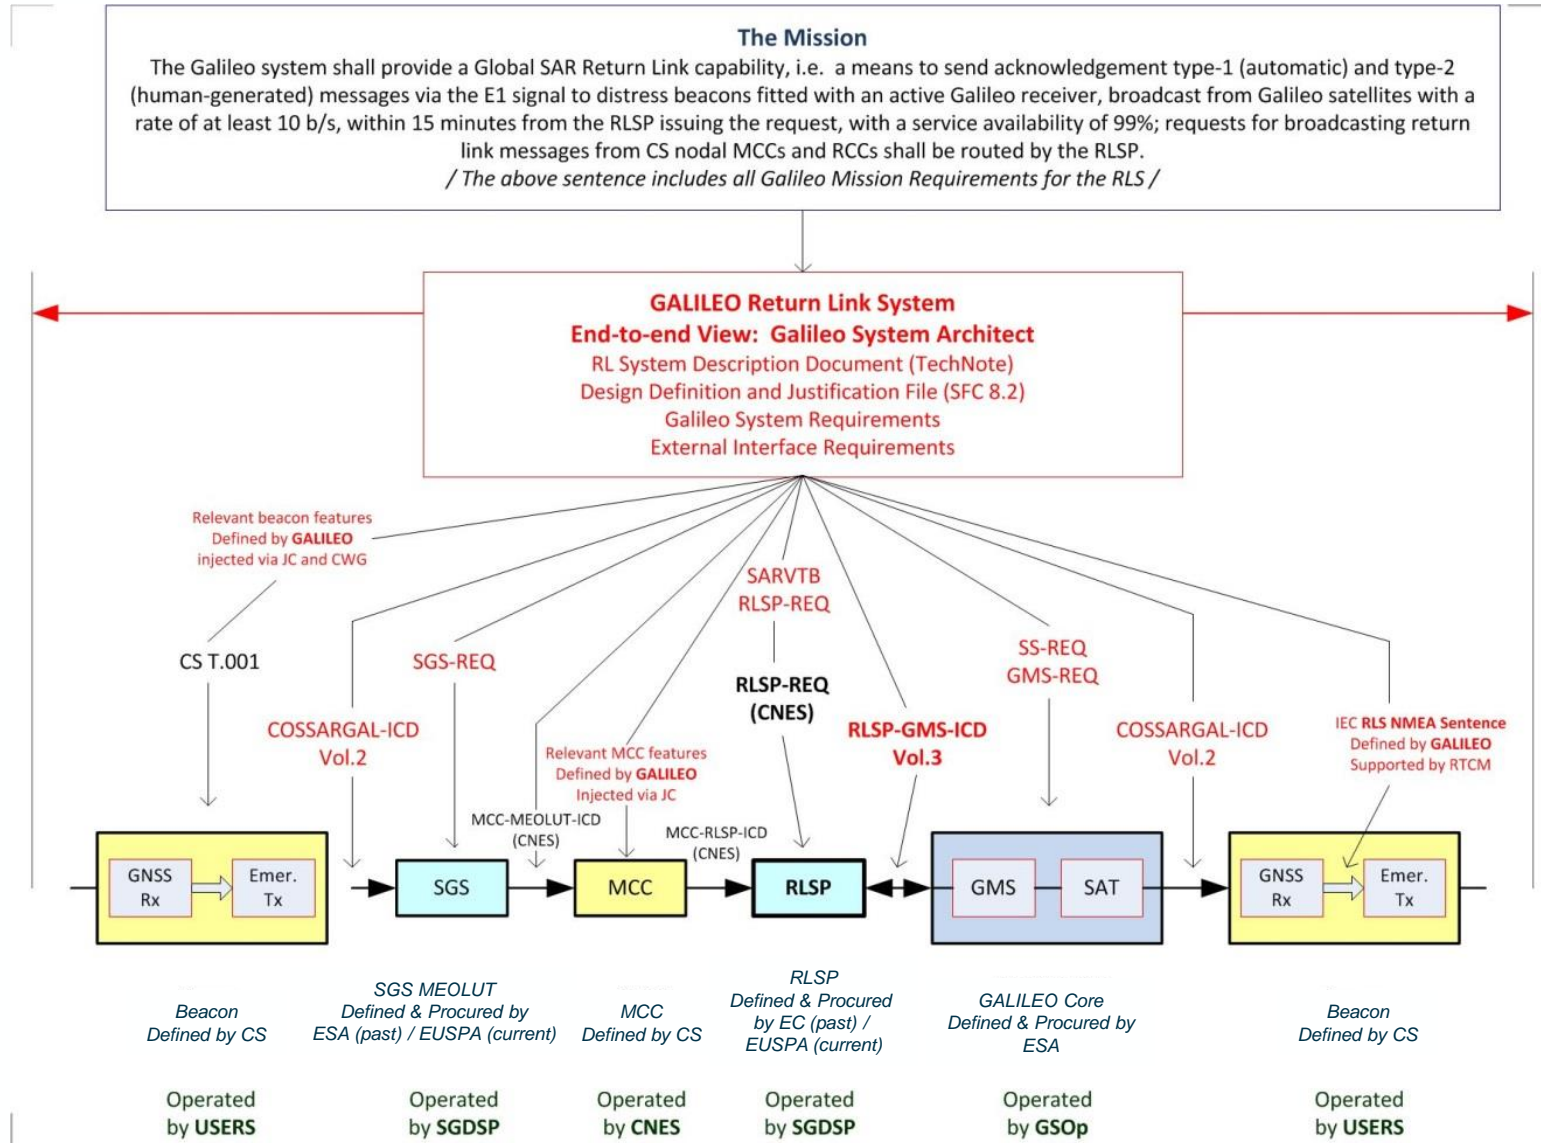 The Mission
The Galileo system shall provide a Global SAR Return Link capability, i.e. a means to send acknowledgement type-1 (automatic) and type-2
(human-generated) messages via the E1 signal to distress beacons fitted with an active Galileo receiver, broadcast from Galileo satellites with a
rate of at least 10 b/s, within 15 minutes from the RLSP issuing the request, with a service availability of 99%; requests for broadcasting return
link messages from CS nodal MCCs and RCCs shall be routed by the RLSP.
/ The above sentence includes all Galileo Mission Requirements for the RLS /
GALILEO Return Link System
End-to-end View: Galileo System Architect
RL System Description Document (TechNote)
Design Definition and Justification File (SFC 8.2)
Galileo System Requirements
External Interface Requirements
Relevant beacon features
Defined by GALILEO
injected via JC and CWG
CS T.001
COSSARGAL-ICD
Vol.2
SGS-REQ
MCC-MEOLUT-ICD
(CNES)
Relevant MCC features
Defined by GALILEO
Injected via JC
MCC-RLSP-ICD
(CNES)
SARVTB
RLSP-REQ
RLSP-REQ
(CNES)
RLSP-GMS-ICD
Vol.3
SS-REQ
GMS-REQ
COSSARGAL-ICD
Vol.2
IEC RLS NMEA Sentence
Defined by GALILEO
Supported by RTCM
GNSS
Rx
Emer.
Tx
SGS
MCC
RLSP
GMS
SAT
GNSS
Rx
Emer.
Tx
Beacon
Defined by CS
SGS MEOLUT
Defined & Procured by
ESA (past) / EUSPA (current)
MCC
Defined by CS
RLSP
Defined & Procured
by EC (past) /
EUSPA (current)
GALILEO Core
Defined & Procured by
ESA
Beacon
Defined by CS
Operated
by USERS
Operated
by SGDSP
Operated
by CNES
Operated
by SGDSP
Operated
by GSOp
Operated
by USERS